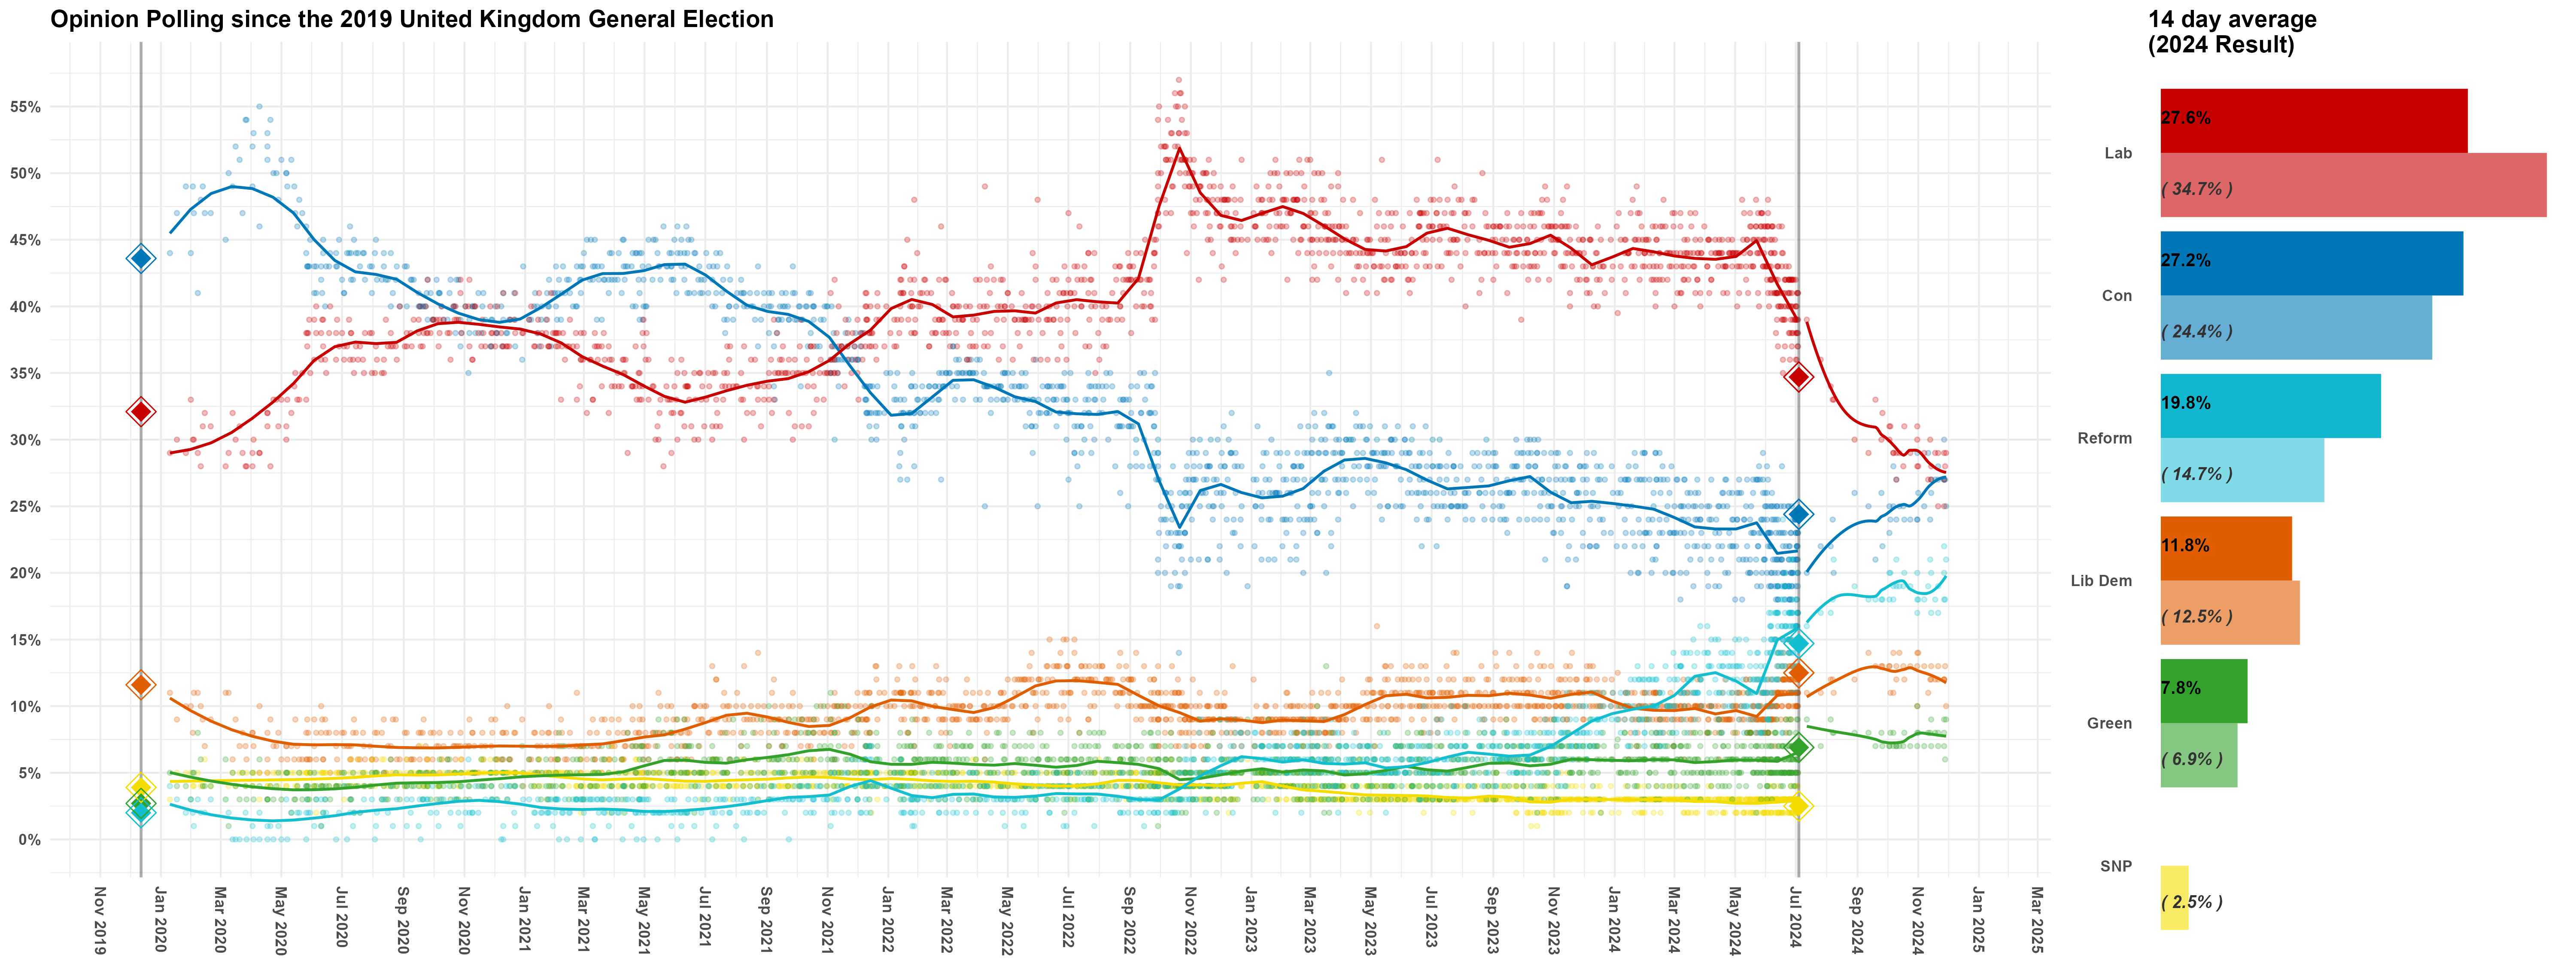 Opinion Polling since the 2019 United Kingdom General Election
55%
50%
45%
40%
35%
30%
25%
20%
15%
10%
5%
0%
Nov 2019
Jan 2020
Mar 2020
May 2020
Jul 2020
Sep 2020
Nov 2020
Jan 2021
Mar 2021
May 2021
Jul 2021
Sep 2021
Nov 2021
Jan 2022
Mar 2022
May 2022
Jul 2022
Sep 2022
Nov 2022
Jan 2023
Mar 2023
May 2023
Jul 2023
Sep 2023
Nov 2023
Jan 2024
Mar 2024
May 2024
Jul 2024
Sep 2024
Nov 2024
Jan 2025
Mar 2025
14 day average
(2024 Result)
27.6%
Lab
( 34.7% )
27.2%
Con
( 24.4% )
19.8%
Reform
( 14.7% )
11.8%
Lib Dem
( 12.5% )
7.8%
Green
( 6.9% )
SNP
( 2.5% )